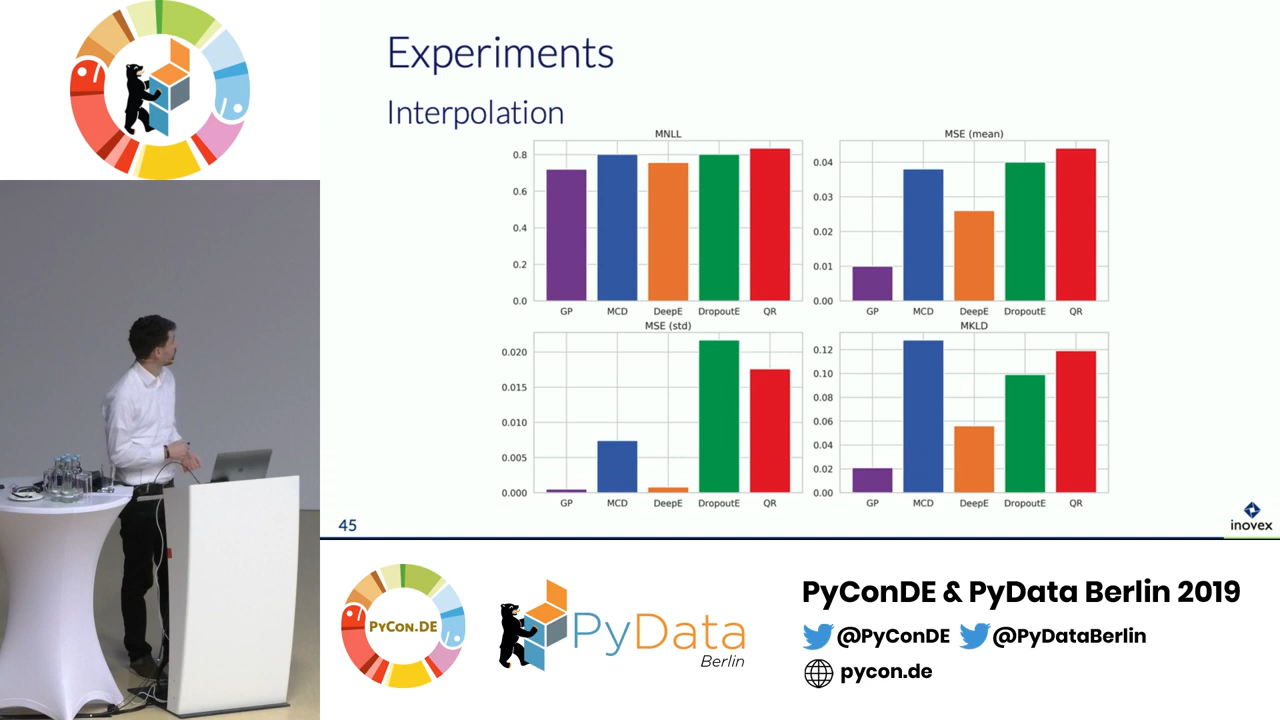 Experiments
Interpolation
MNLL
0.8
0.6
0.4
0.2
0.0
GP MCD DeepE DropoutE QR
MSE (mean)
0.04
0.03
0.02
0.01
0.00
GP MCD DeepE DropoutE QR
MSE (std)
0.020
0.015
0.010
0.005
0.000
GP MCD DeepE DropoutE QR
MKLD
0.12
0.10
0.08
0.06
0.04
0.02
0.00
GP MCD DeepE DropoutE QR
45
inovex
PYCON.DE
PyData
Berlin
PyConDE & PyData Berlin 2019
@PyConDE @PyDataBerlin
pycon.de